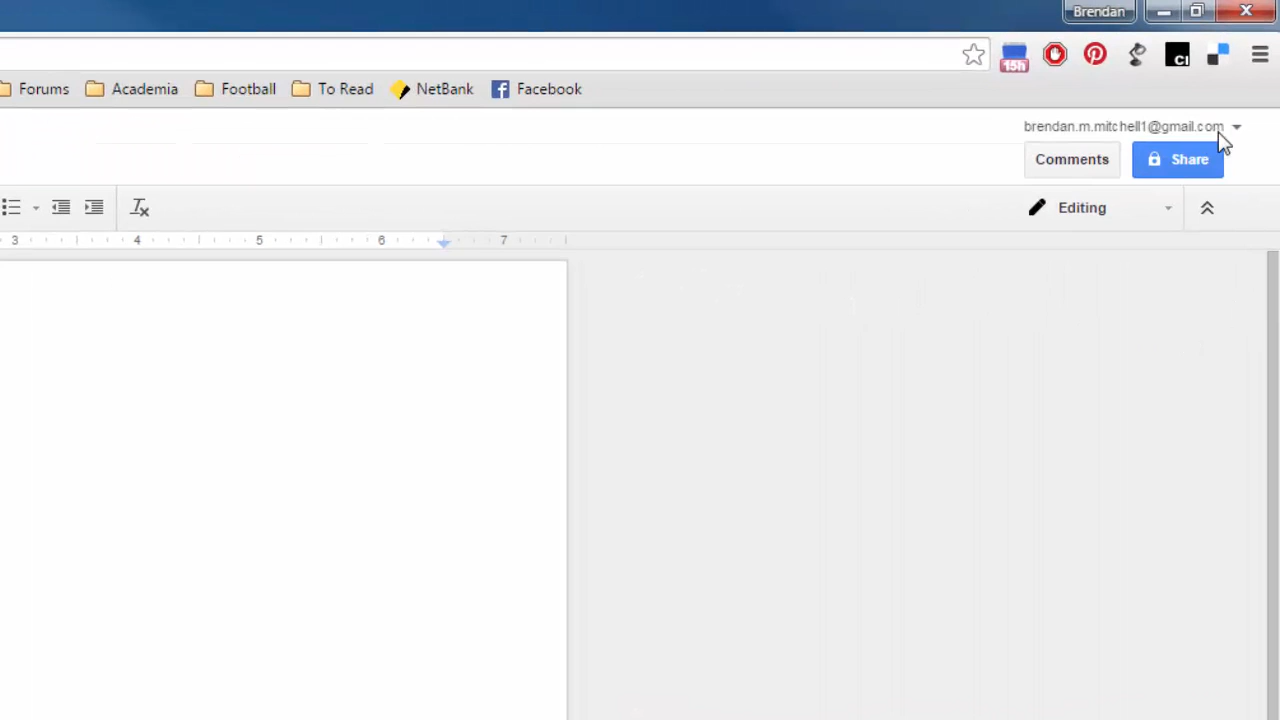 Brendan
15h
CI
Forums Academia Football To Read NetBank Facebook
brendan.m.mitchell1@gmail.com
Comments Share
Editing
3 4 5 6 7